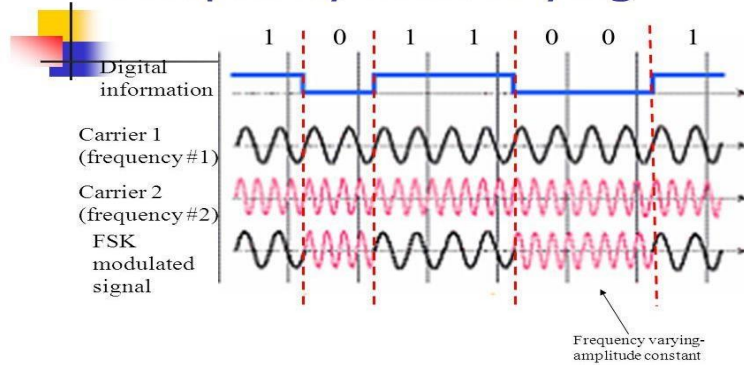 1 0 1 1 0 0 1
Digital
information
Carrier 1
(frequency #1)
Carrier 2
(frequency #2)
FSK
modulated
signal
Frequency varying-
amplitude constant